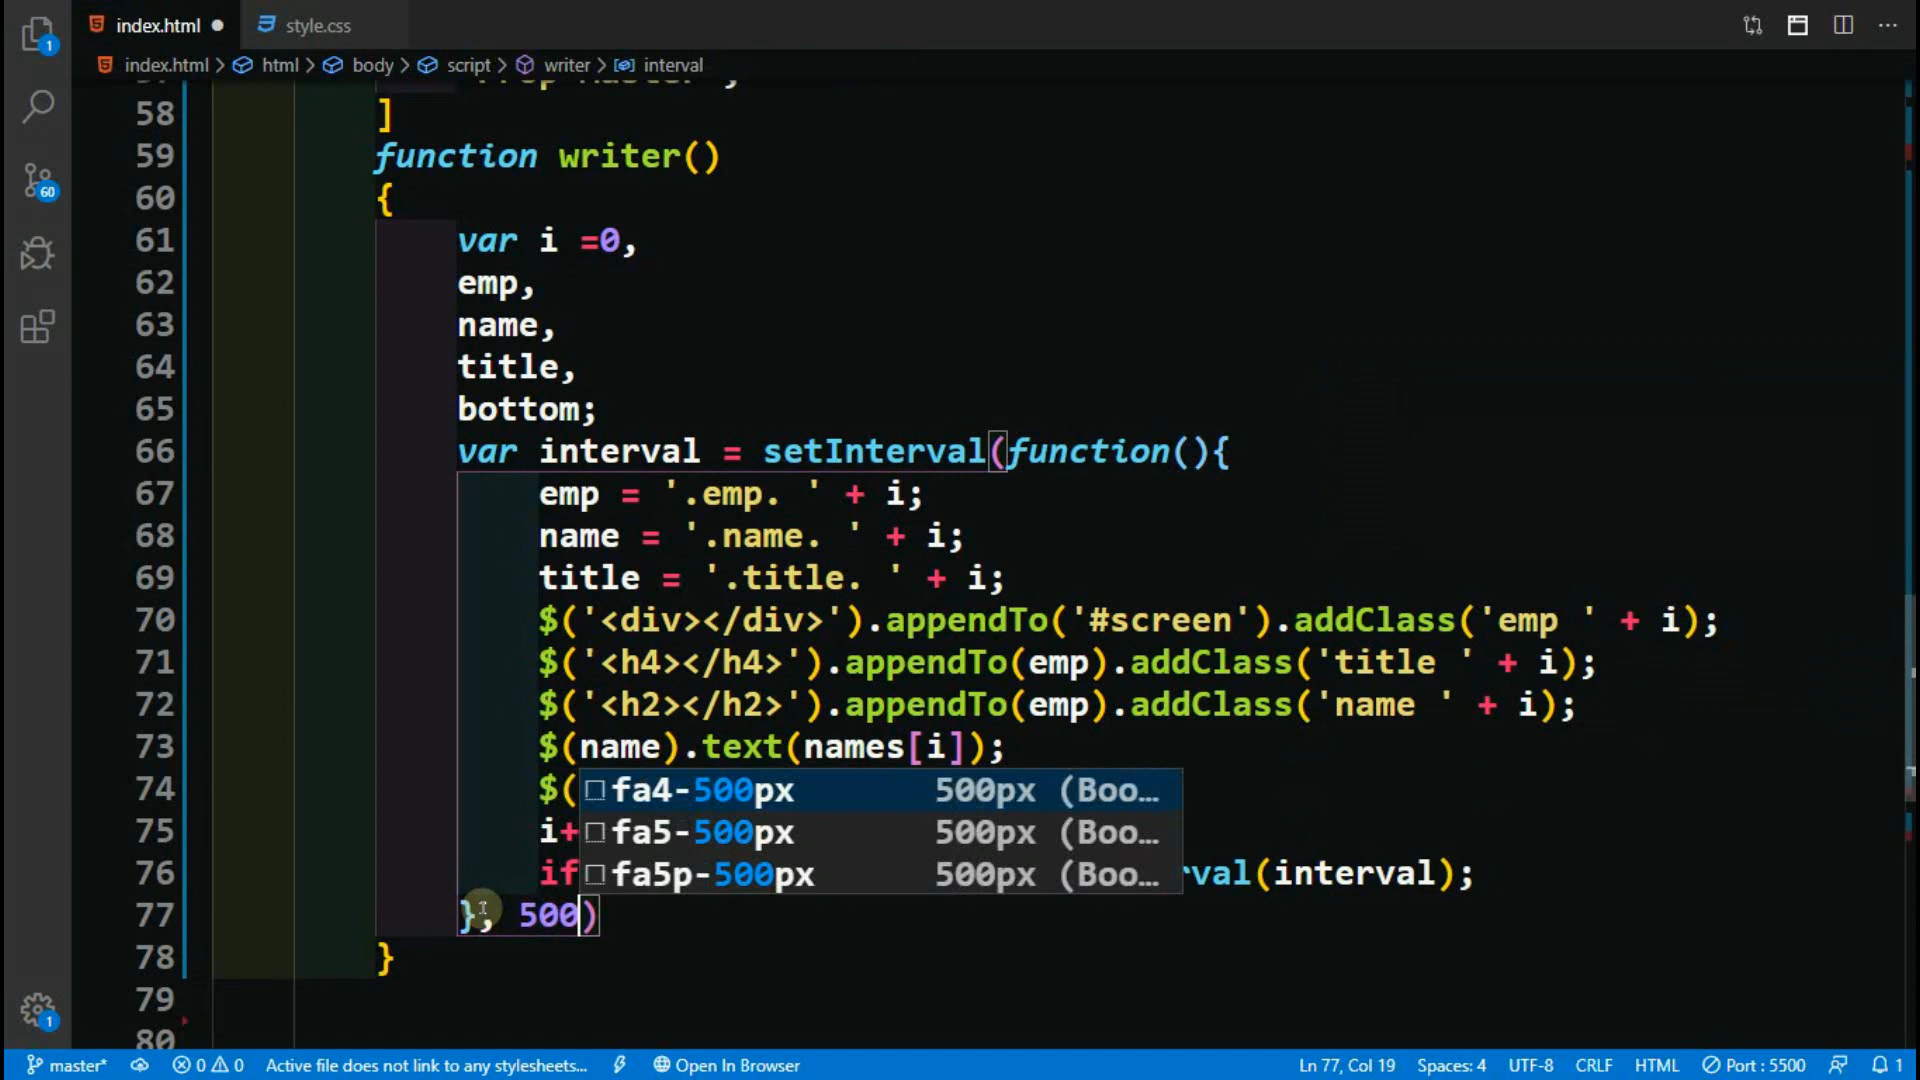 index.html
style.css
index.html > html > body > script > writer > interval
58 ]
59 function writer()
60 {
61 var i =0,
62 emp,
63 name,
64 title,
65 bottom;
66 var interval = setInterval(function(){
67 emp = '.emp. ' + i;
68 name = '.name. ' + i;
69 title = '.title. ' + i;
70 $('<div></div>').appendTo('#screen').addClass('emp ' + i);
71 $('<h4></h4>').appendTo(emp).addClass('title ' + i);
72 $('<h2></h2>').appendTo(emp).addClass('name ' + i);
73 $(name).text(names[i]);
74 $( fa4-500px 500px (Boo...
75 i+ fa5-500px 500px (Boo...
76 if fa5p-500px 500px (Boo... rval(interval);
77 }, 500)
78 }
79
80
1
60
1
master* 0 0 Active file does not link to any stylesheets... Open In Browser Ln 77, Col 19 Spaces: 4 UTF-8 CRLF HTML Port : 5500 1